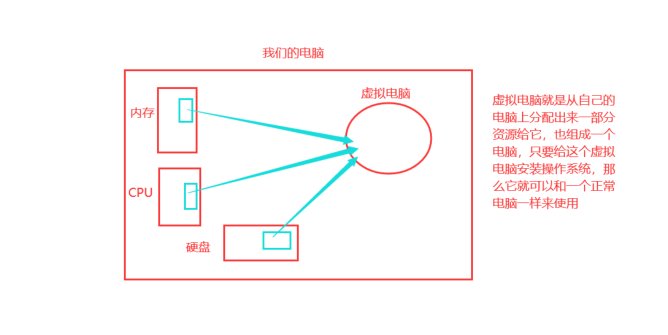 我们的电脑
虚拟电脑
内存
CPU
硬盘
虚拟电脑就是从自己的
电脑上分配出来一部分
资源给它，也组成一个
电脑，只要给这个虚拟
电脑安装操作系统，那
么它就可以和一个正常
电脑一样来使用